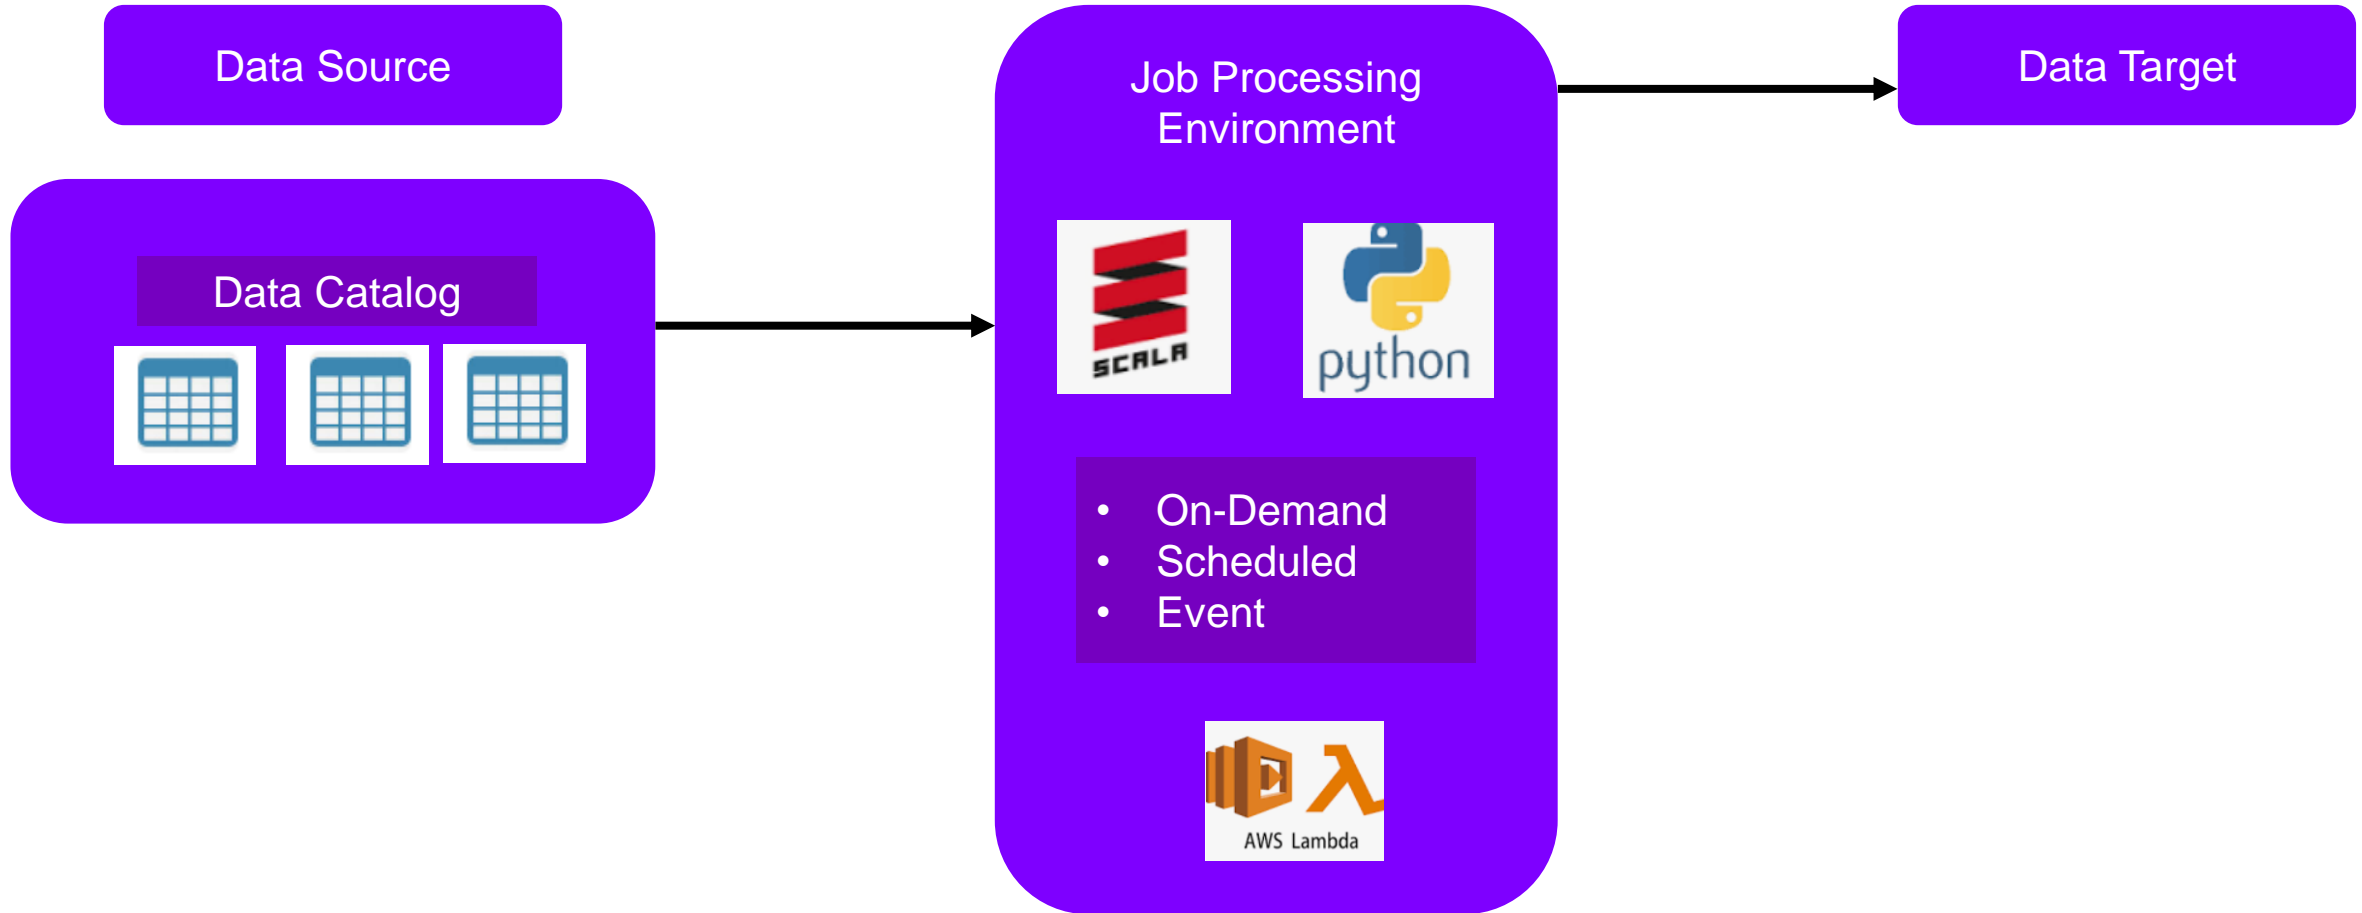 Data Source
Data Catalog
Job Processing
Environment
SCALA
python
• On-Demand
• Scheduled
• Event
AWS Lambda
Data Target